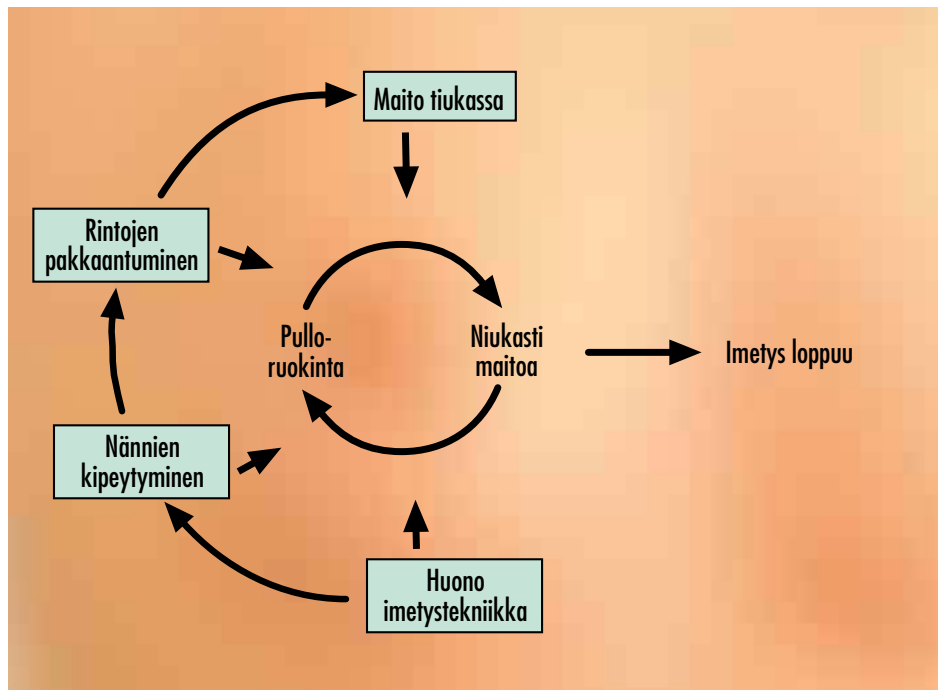 Maito tiukassa
Rintojen
pakkaantuminen
Pullo-
ruokinta
Niukasti
maitoa
Imetys loppuu
Nännien
kipeytyminen
Huono
imetystekniikka